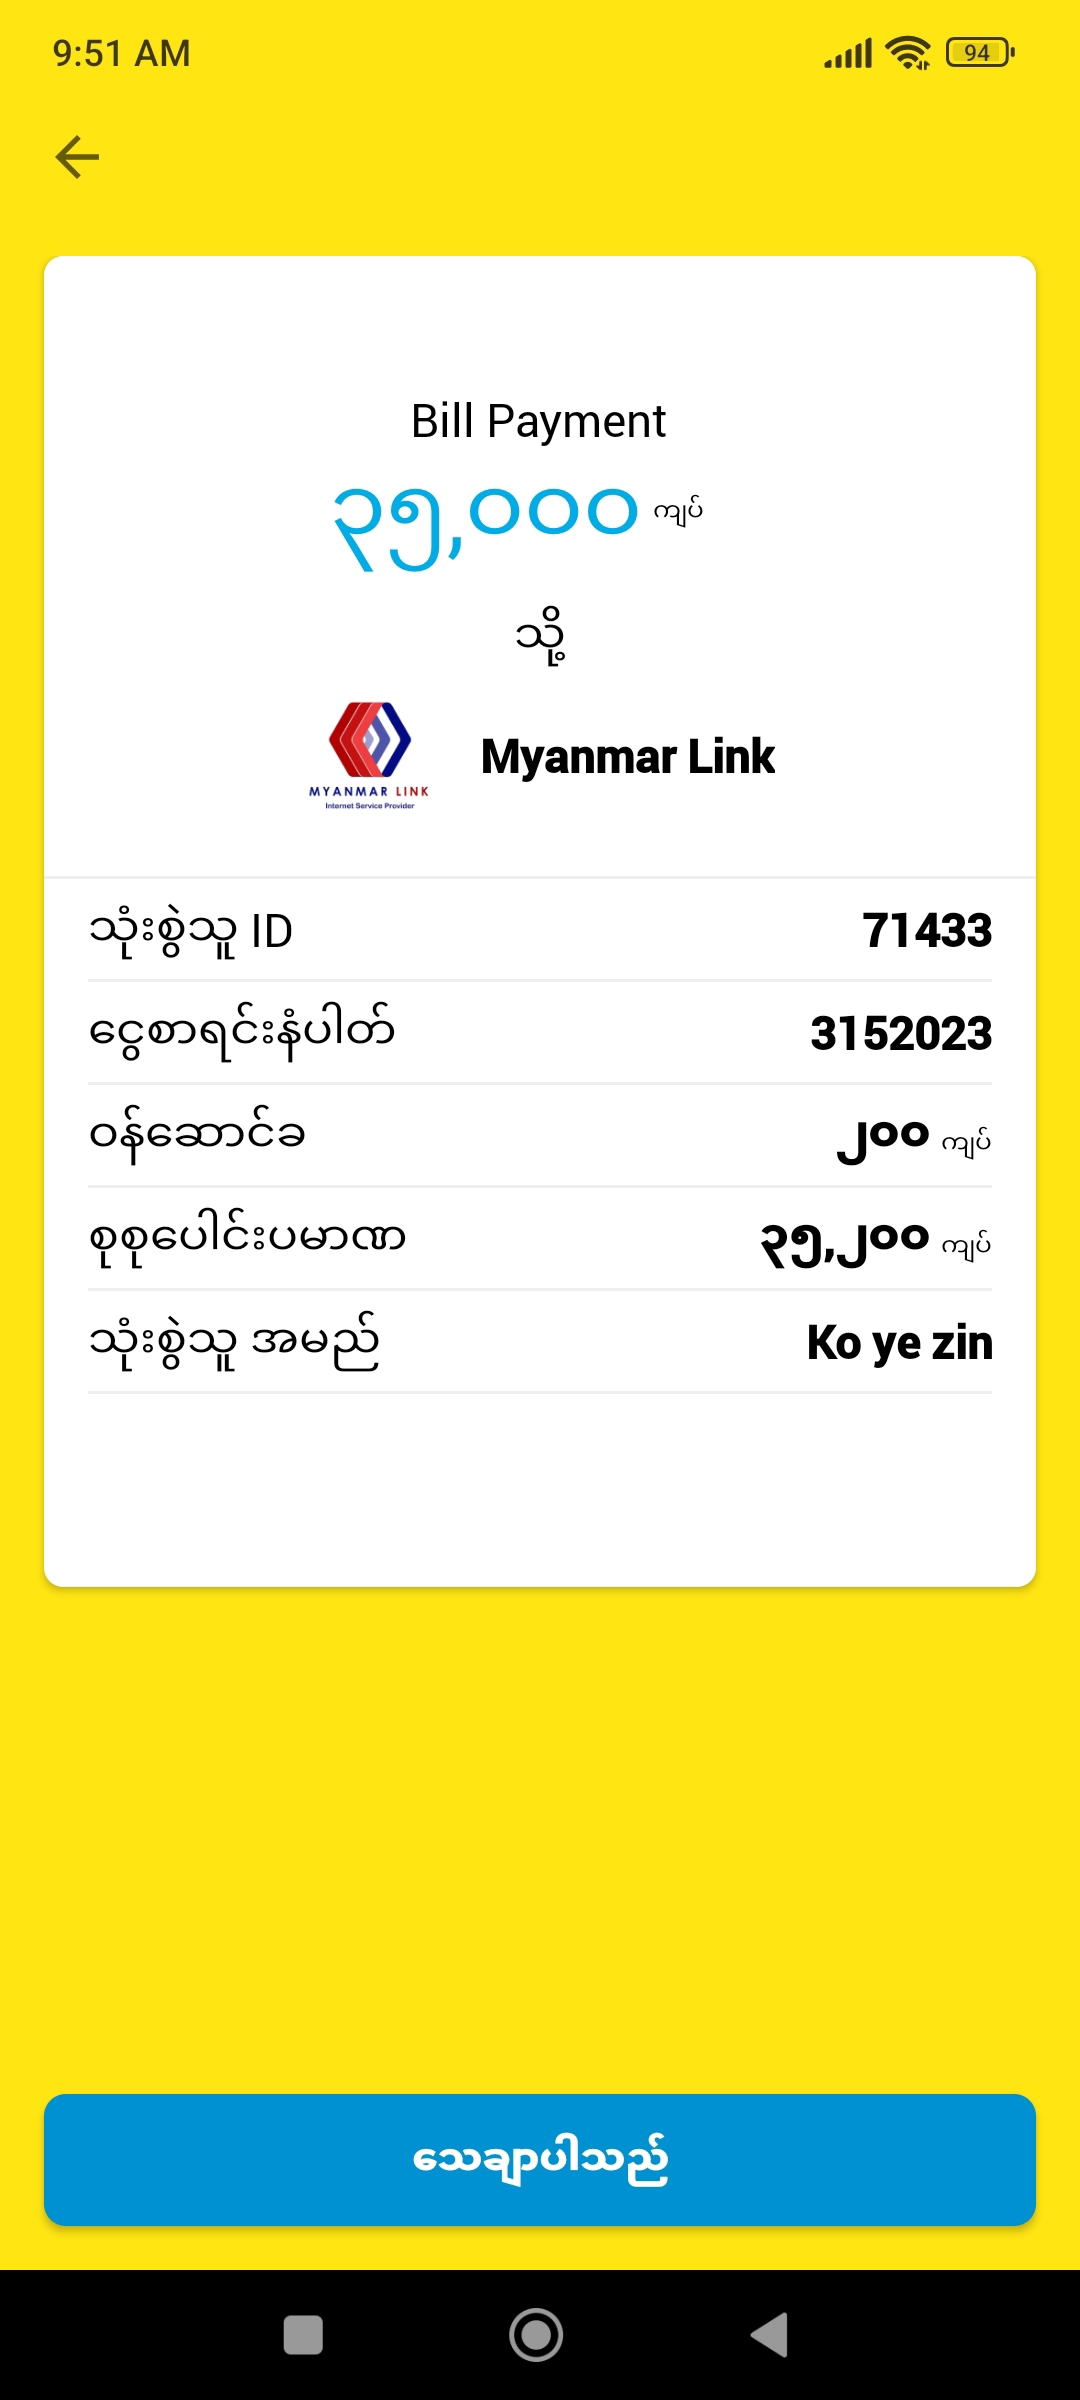 9:51 AM
94
Bill Payment
၃၅,၀၀၀ ကျပ်
သို့
MYANMAR LINK
Internet Service Provider
Myanmar Link
သုံးစွဲသူ ID 71433
ငွေစာရင်းနံပါတ် 3152023
ဝန်ဆောင်ခ ၂၀၀ ကျပ်
စုစုပေါင်းပမာဏ ၃၅,၂၀၀ ကျပ်
သုံးစွဲသူ အမည် Ko ye zin
သေချာပါသည်